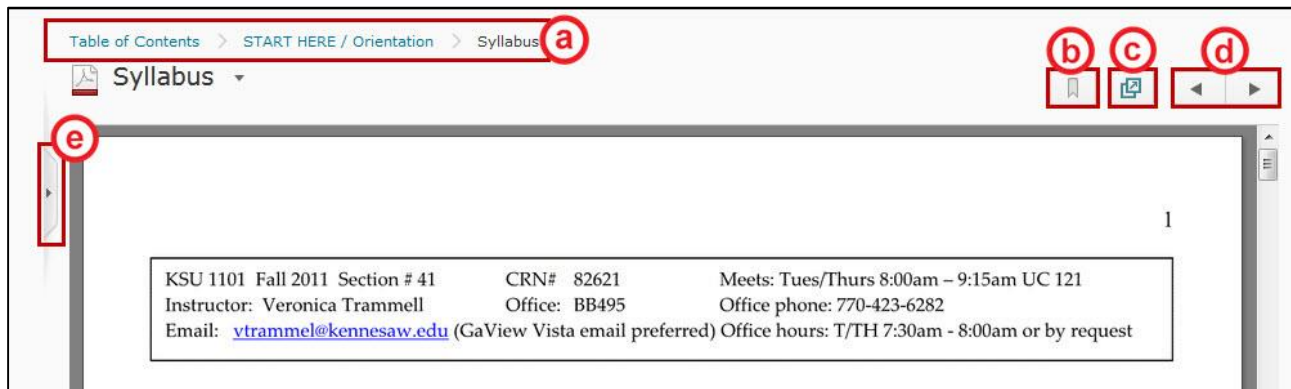 Table of Contents > START HERE / Orientation > Syllabus a
b c d
Syllabus
e
1
KSU 1101 Fall 2011 Section # 41 CRN# 82621 Meets: Tues/Thurs 8:00am – 9:15am UC 121
Instructor: Veronica Trammell Office: BB495 Office phone: 770-423-6282
Email: vtrammel@kennesaw.edu (GaView Vista email preferred) Office hours: T/TH 7:30am - 8:00am or by request